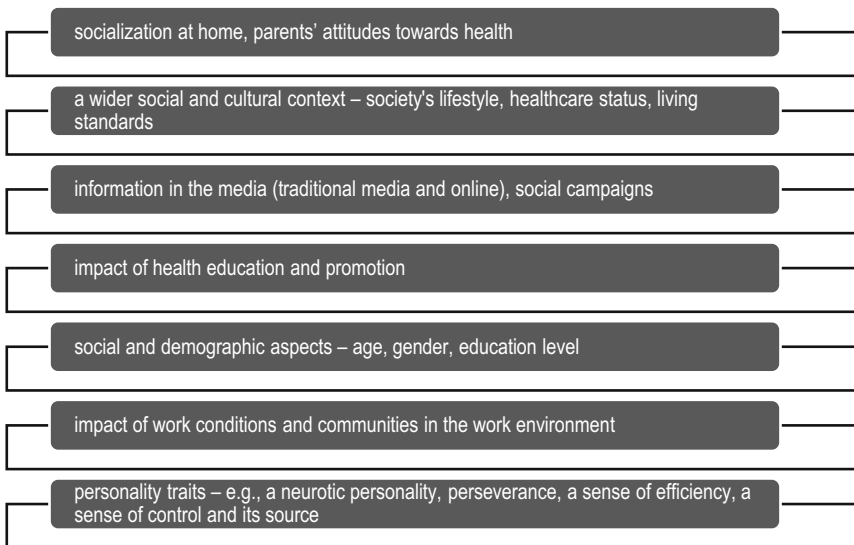 socialization at home, parents’ attitudes towards health
a wider social and cultural context – society's lifestyle, healthcare status, living
standards
information in the media (traditional media and online), social campaigns
impact of health education and promotion
social and demographic aspects – age, gender, education level
impact of work conditions and communities in the work environment
personality traits – e.g., a neurotic personality, perseverance, a sense of efficiency, a
sense of control and its source